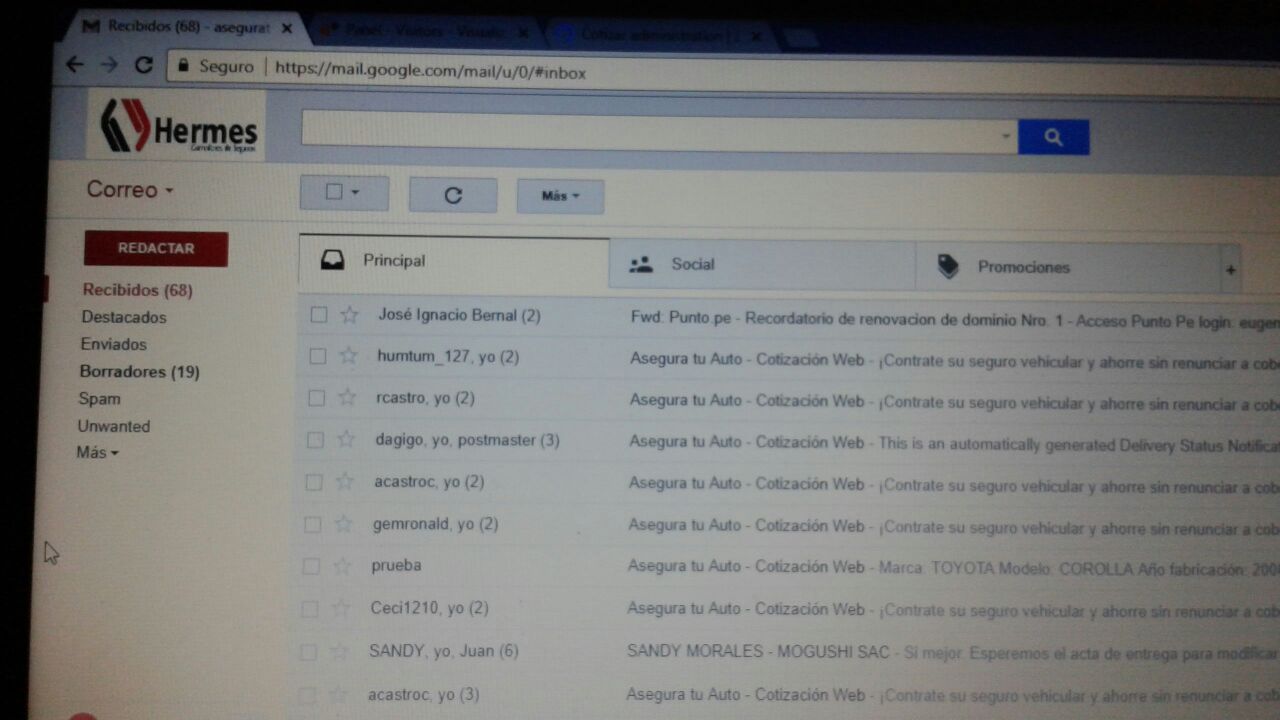 Recibidos (68) - asegurat
Panel - Visitors - Visualiz
Cotizar administration |
Seguro | https://mail.google.com/mail/u/0/#inbox
Hermes
Corredores de Seguros
Correo
Más
REDACTAR
Principal
Social
Promociones
+
Recibidos (68)
Destacados
Enviados
Borradores (19)
Spam
Unwanted
Más
José Ignacio Bernal (2) Fwd: Punto.pe - Recordatorio de renovacion de dominio Nro. 1 - Acceso Punto Pe login: eugen
humtum_127, yo (2) Asegura tu Auto - Cotización Web - ¡Contrate su seguro vehicular y ahorre sin renunciar a cob
rcastro, yo (2) Asegura tu Auto - Cotización Web - ¡Contrate su seguro vehicular y ahorre sin renunciar a cob
dagigo, yo, postmaster (3) Asegura tu Auto - Cotización Web - This is an automatically generated Delivery Status Notificat
acastroc, yo (2) Asegura tu Auto - Cotización Web - ¡Contrate su seguro vehicular y ahorre sin renunciar a cob
gemronald, yo (2) Asegura tu Auto - Cotización Web - ¡Contrate su seguro vehicular y ahorre sin renunciar a cob
prueba Asegura tu Auto - Cotización Web - Marca: TOYOTA Modelo: COROLLA Año fabricación: 200
Ceci1210, yo (2) Asegura tu Auto - Cotización Web - ¡Contrate su seguro vehicular y ahorre sin renunciar a cob
SANDY, yo, Juan (6) SANDY MORALES - MOGUSHI SAC - Si mejor. Esperemos el acta de entrega para modificar
acastroc, yo (3) Asegura tu Auto - Cotización Web - ¡Contrate su seguro vehicular y ahorre sin renunciar a cob